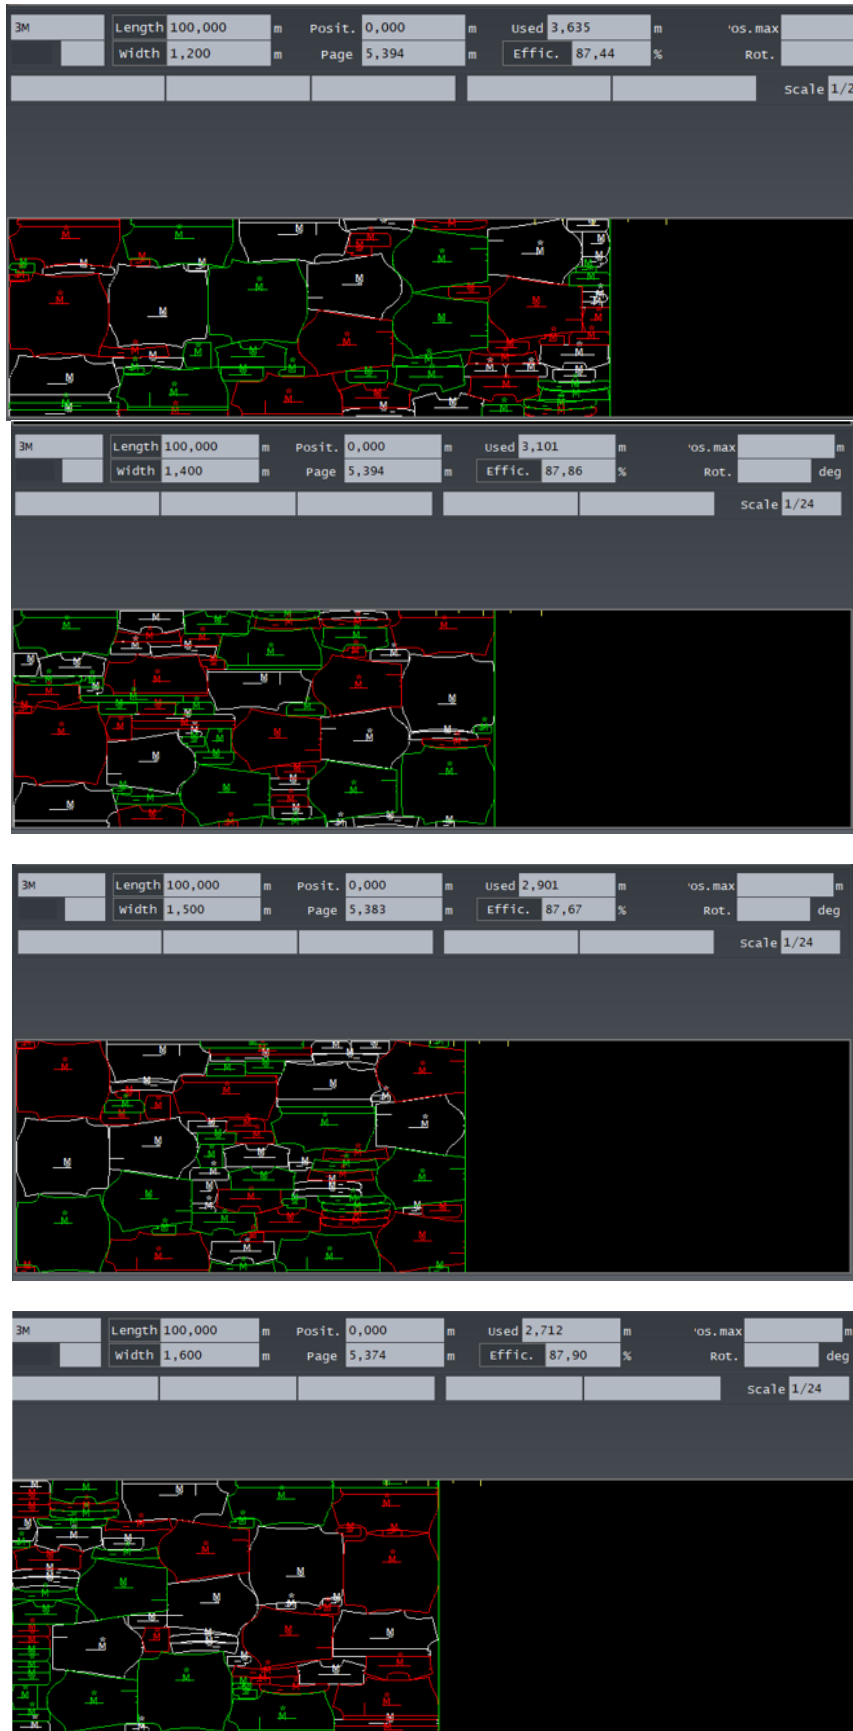 3M Length 100,000 m Posit. 0,000 m Used 3,635 m os.max
Width 1,200 m Page 5,394 m Effic. 87,44 % Rot.
Scale 1/2
3M Length 100,000 m Posit. 0,000 m Used 3,101 m os.max m
Width 1,400 m Page 5,394 m Effic. 87,86 % Rot. deg
Scale 1/24
3M Length 100,000 m Posit. 0,000 m Used 2,901 m os.max m
Width 1,500 m Page 5,383 m Effic. 87,67 % Rot. deg
Scale 1/24
3M Length 100,000 m Posit. 0,000 m Used 2,712 m os.max m
Width 1,600 m Page 5,374 m Effic. 87,90 % Rot. deg
Scale 1/24